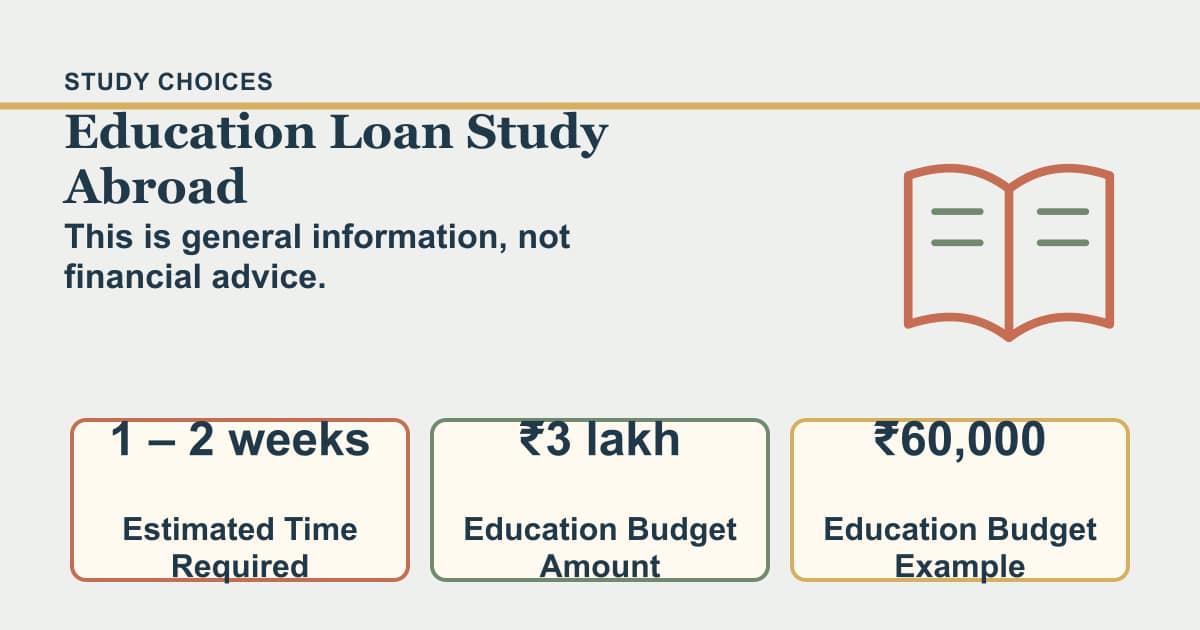 STUDY CHOICES
Education Loan Study
Abroad
This is general information, not
financial advice.
1 – 2 weeks
Estimated Time
Required
₹3 lakh
Education Budget
Amount
₹60,000
Education Budget
Example